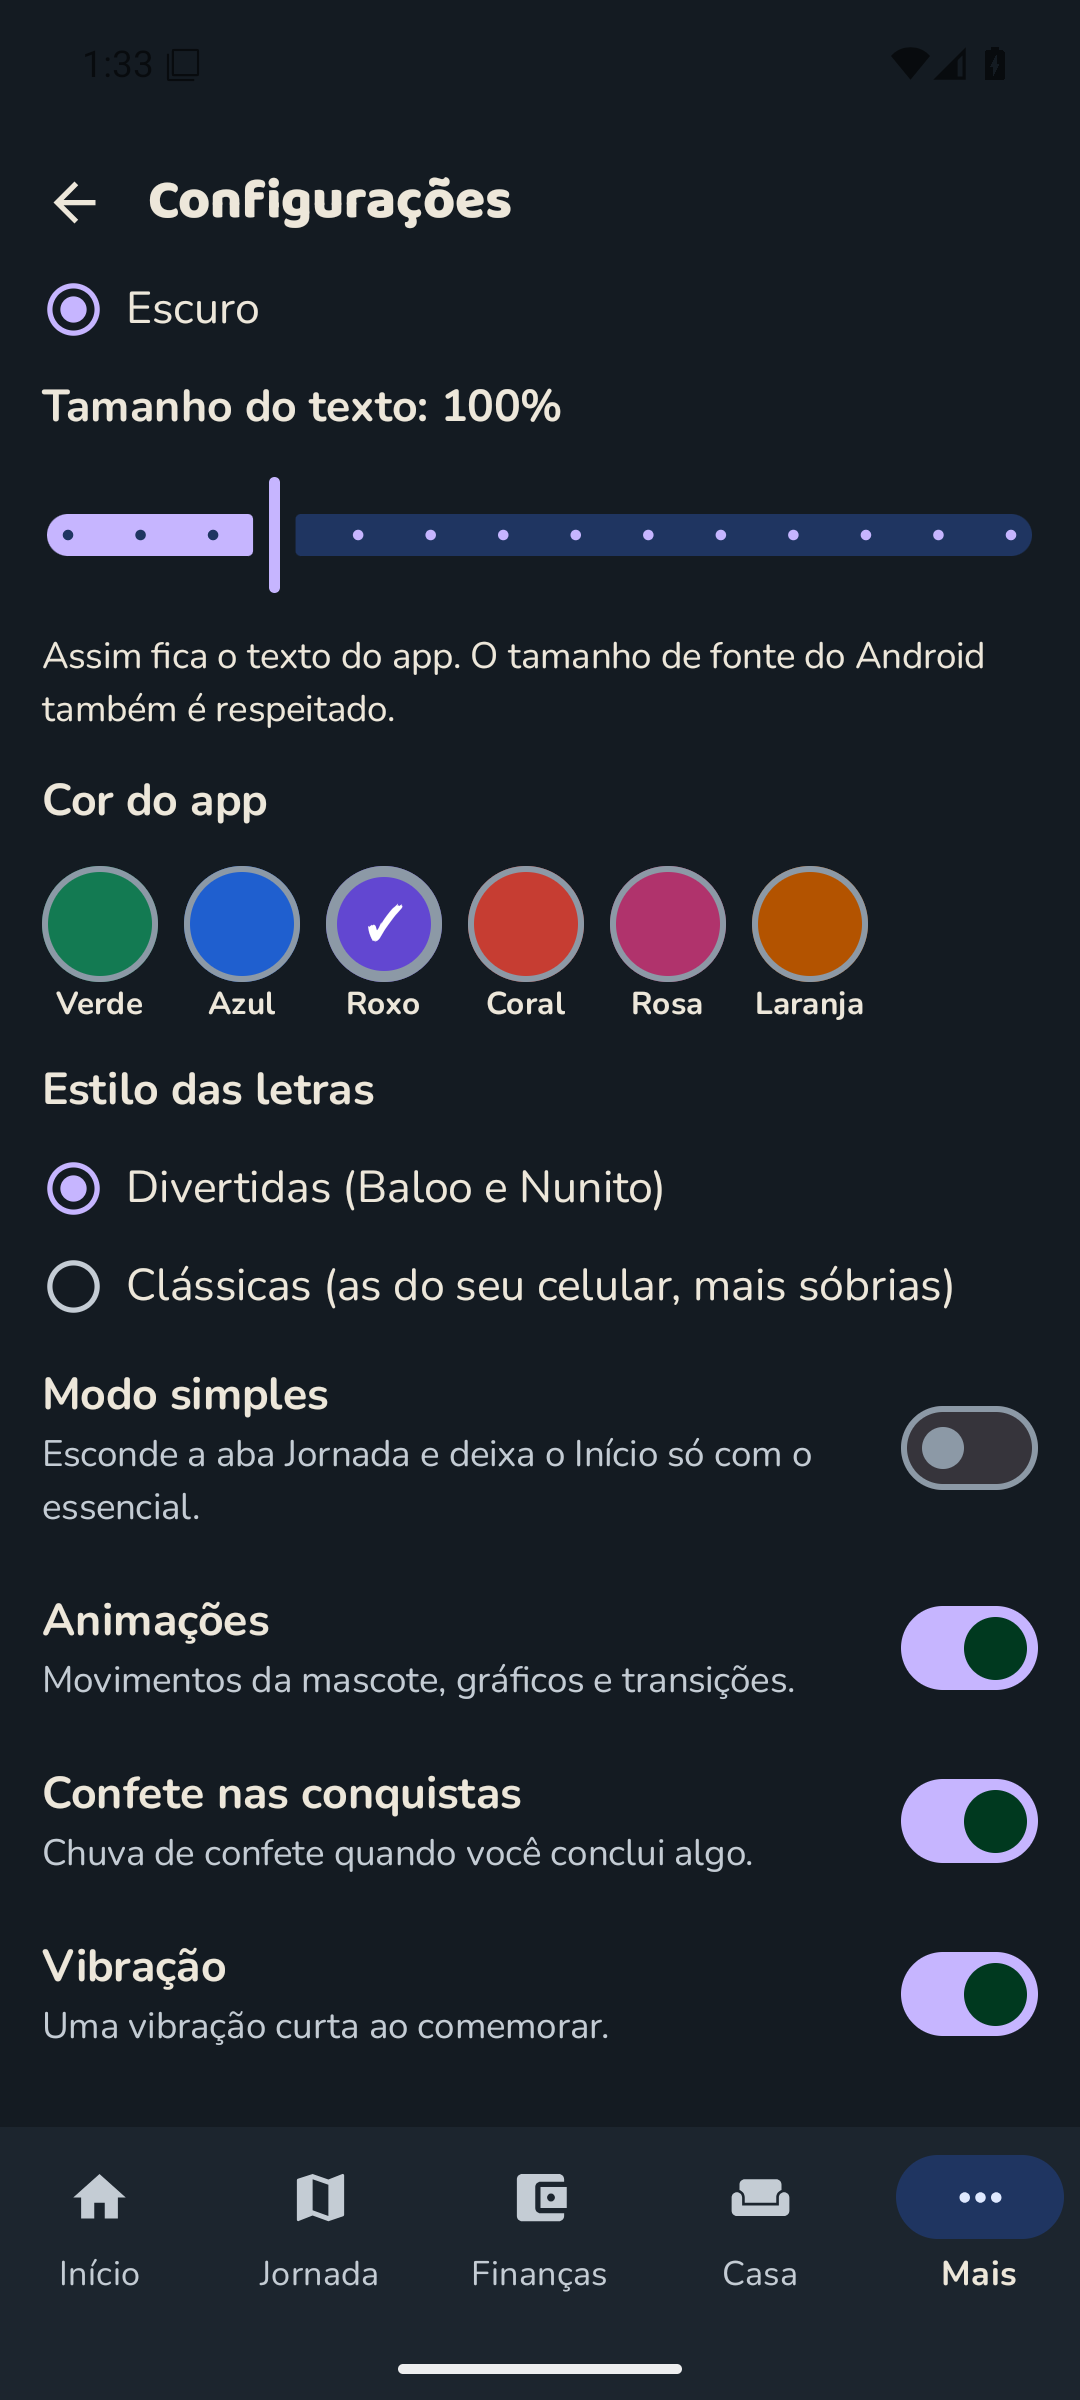 1:33
Configurações
Escuro
Tamanho do texto: 100%
Assim fica o texto do app. O tamanho de fonte do Android
também é respeitado.
Cor do app
Verde Azul Roxo Coral Rosa Laranja
Estilo das letras
Divertidas (Baloo e Nunito)
Clássicas (as do seu celular, mais sóbrias)
Modo simples
Esconde a aba Jornada e deixa o Início só com o
essencial.
Animações
Movimentos da mascote, gráficos e transições.
Confete nas conquistas
Chuva de confete quando você conclui algo.
Vibração
Uma vibração curta ao comemorar.
Início Jornada Finanças Casa Mais